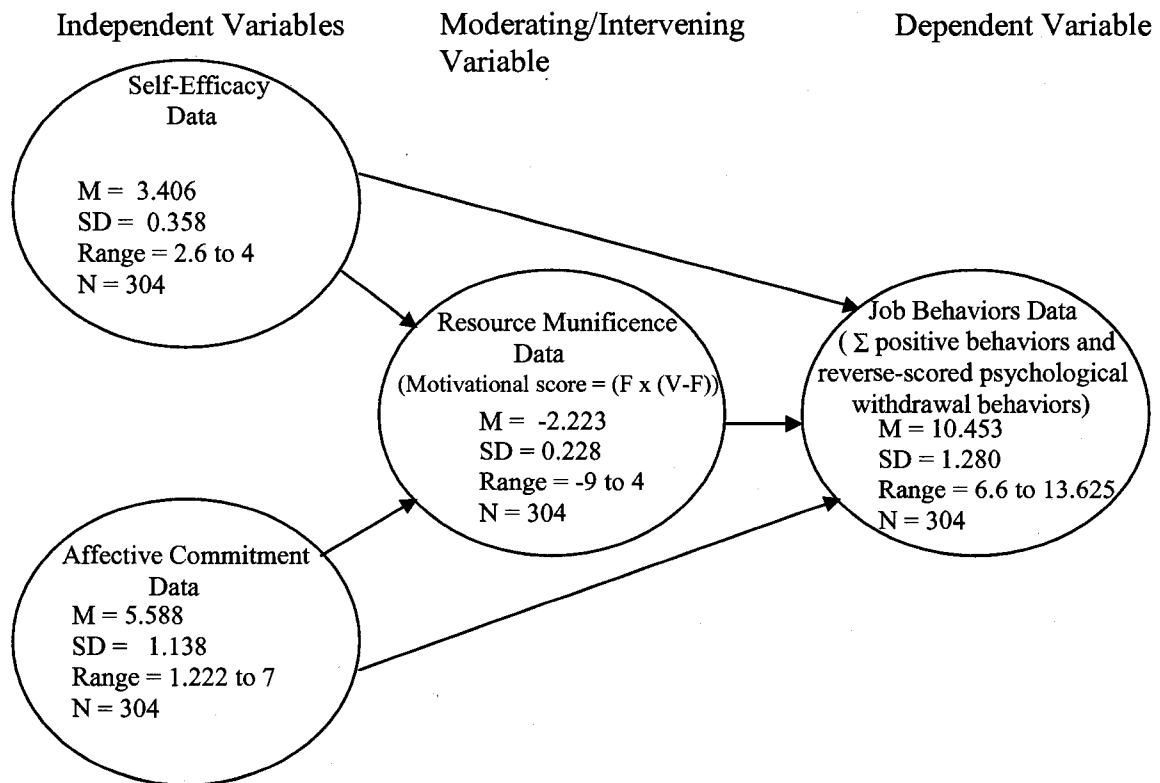 Independent Variables
Moderating/Intervening
Variable
Dependent Variable
Self-Efficacy
Data
M = 3.406
SD = 0.358
Range = 2.6 to 4
N = 304
Resource Munificence
Data
(Motivational score = (F x (V-F))
M = -2.223
SD = 0.228
Range = -9 to 4
N = 304
Job Behaviors Data
( Σ positive behaviors and
reverse-scored psychological
withdrawal behaviors)
M = 10.453
SD = 1.280
Range = 6.6 to 13.625
N = 304
Affective Commitment
Data
M = 5.588
SD = 1.138
Range = 1.222 to 7
N = 304